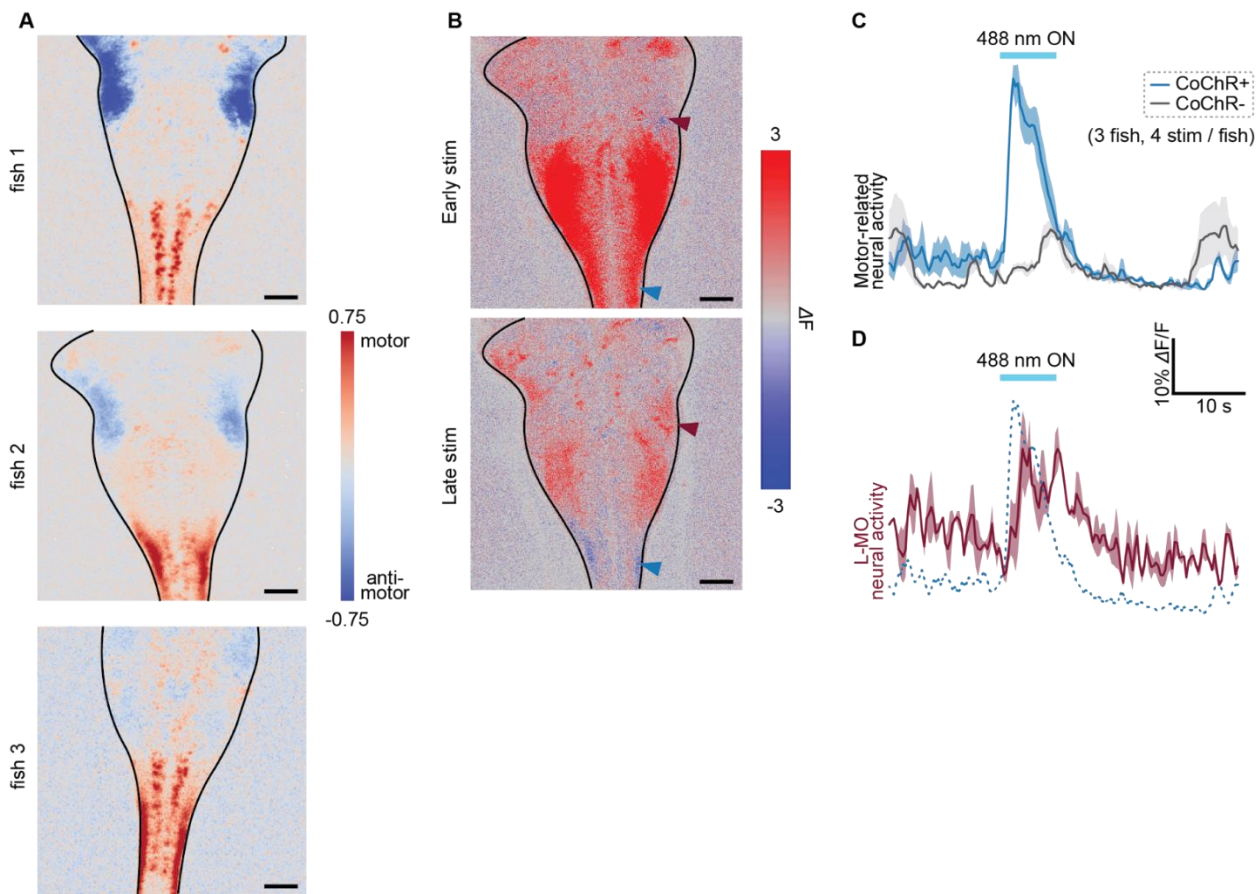 A
fish 1
fish 2
fish 3
0.75
motor
anti-
motor
-0.75
B
Early stim
Late stim
3
ΔF
-3
C
488 nm ON
CoChR+
CoChR-
(3 fish, 4 stim / fish)
Motor-related
neural activity
D
488 nm ON
10% ΔF/F
10 s
L-MO
neural activity